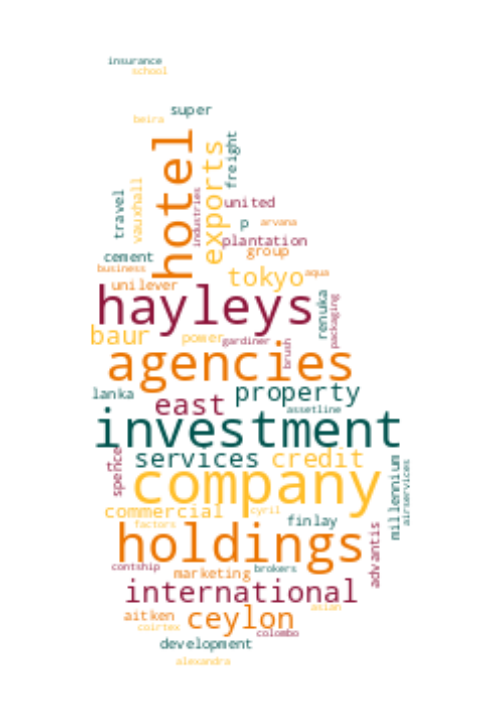 insurance
school
super
beira
hotel
exports
freight
industries
travel
vauxhall
united
p
arvana
plantation
group
cement
business
unilever
tokyo
aqua
hayleys
renuka
packaging
baur
power
gardiner
brush
agencies
lanka
property
east
assetline
investment
services
credit
spence
company
millennium
airservices
commercial
cyril
factors
finlay
holdings
advantis
contship
marketing
brokers
international
asian
aitken
ceylon
coirtex
colombo
development
alexandra